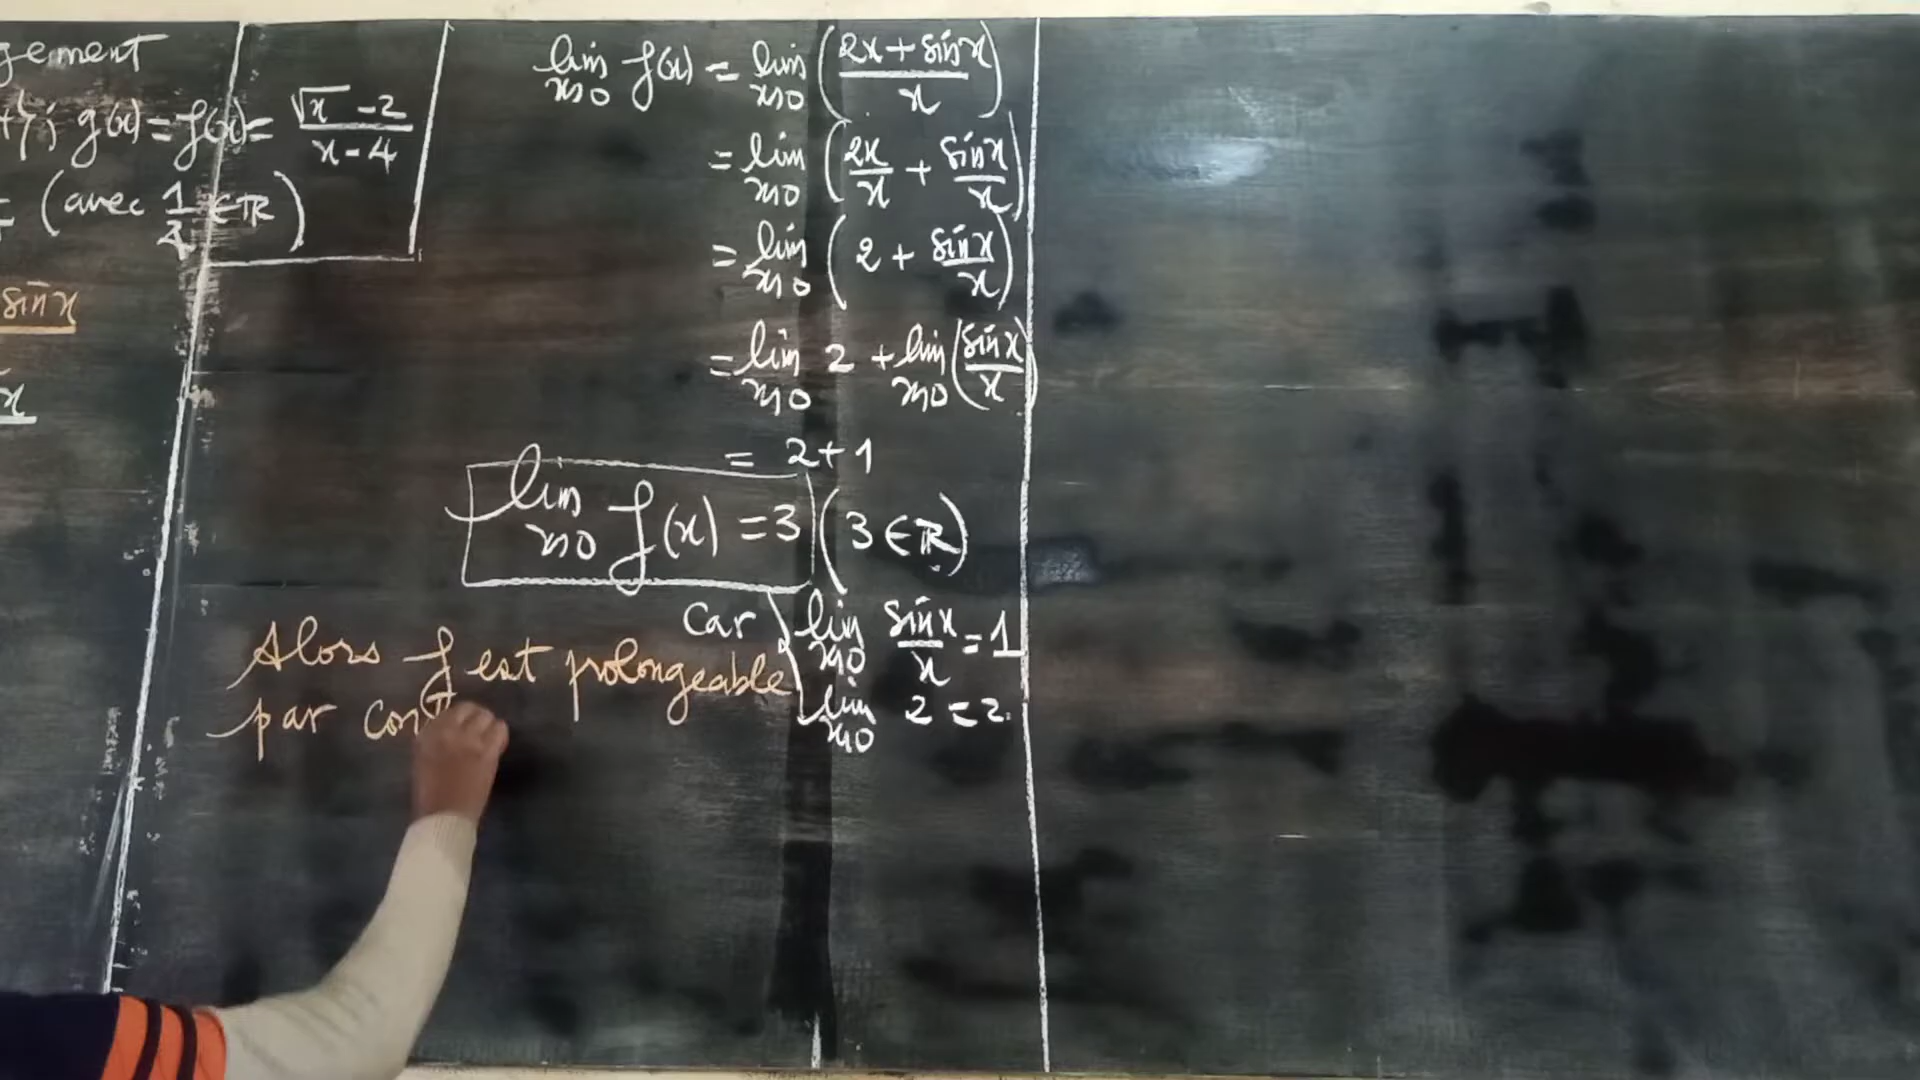 gement
g(x) = f(x) = (√x - 2)/(x - 4)
(avec 1/2 ∈ ℝ)
sin x
x
lim x→0 f(x) = lim x→0 ((2x + sin x)/x)
= lim x→0 (2x/x + sin x/x)
= lim x→0 (2 + sin x/x)
= lim x→0 2 + lim x→0 (sin x/x)
= 2 + 1
lim x→0 f(x) = 3 (3 ∈ ℝ)
car lim x→0 sin x/x = 1
lim x→0 2 = 2.
Alors f est prolongeable
par cont